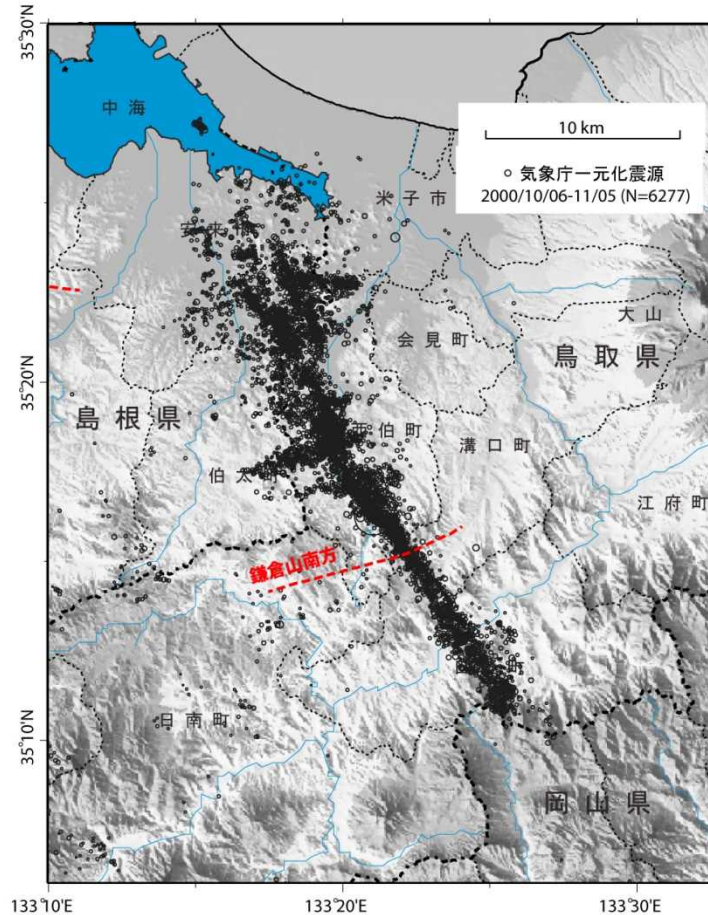 35°30'N
中 海
10 km
気象庁一元化震源
2000/10/06-11/05 (N=6277)
米 子 市
安 来
大 山
会 見 町
鳥 取 県
35°20'N
島 根 県
伯 町
溝 口 町
伯 太
江 府 町
鎌倉山南方
町
日 南 町
35°10'N
岡 山 県
133°10'E
133°20'E
133°30'E